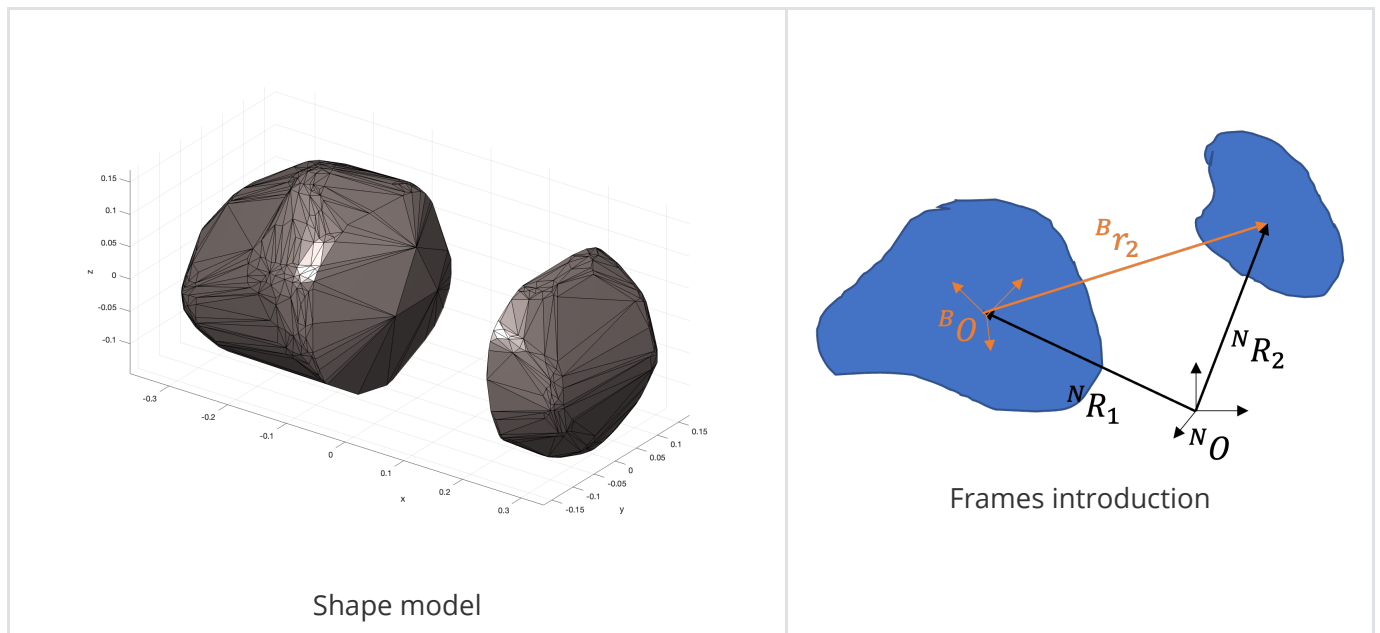 0.15
0.1
0.05
0
-0.05
-0.1
z
-0.3
-0.2
-0.1
0
0.1
0.2
0.3
x
-0.15
-0.1
-0.05
0
0.05
0.1
0.15
y
Shape model
ᴮr₂
ᴮO
ᴺR₂
ᴺR₁
ᴺO
Frames introduction